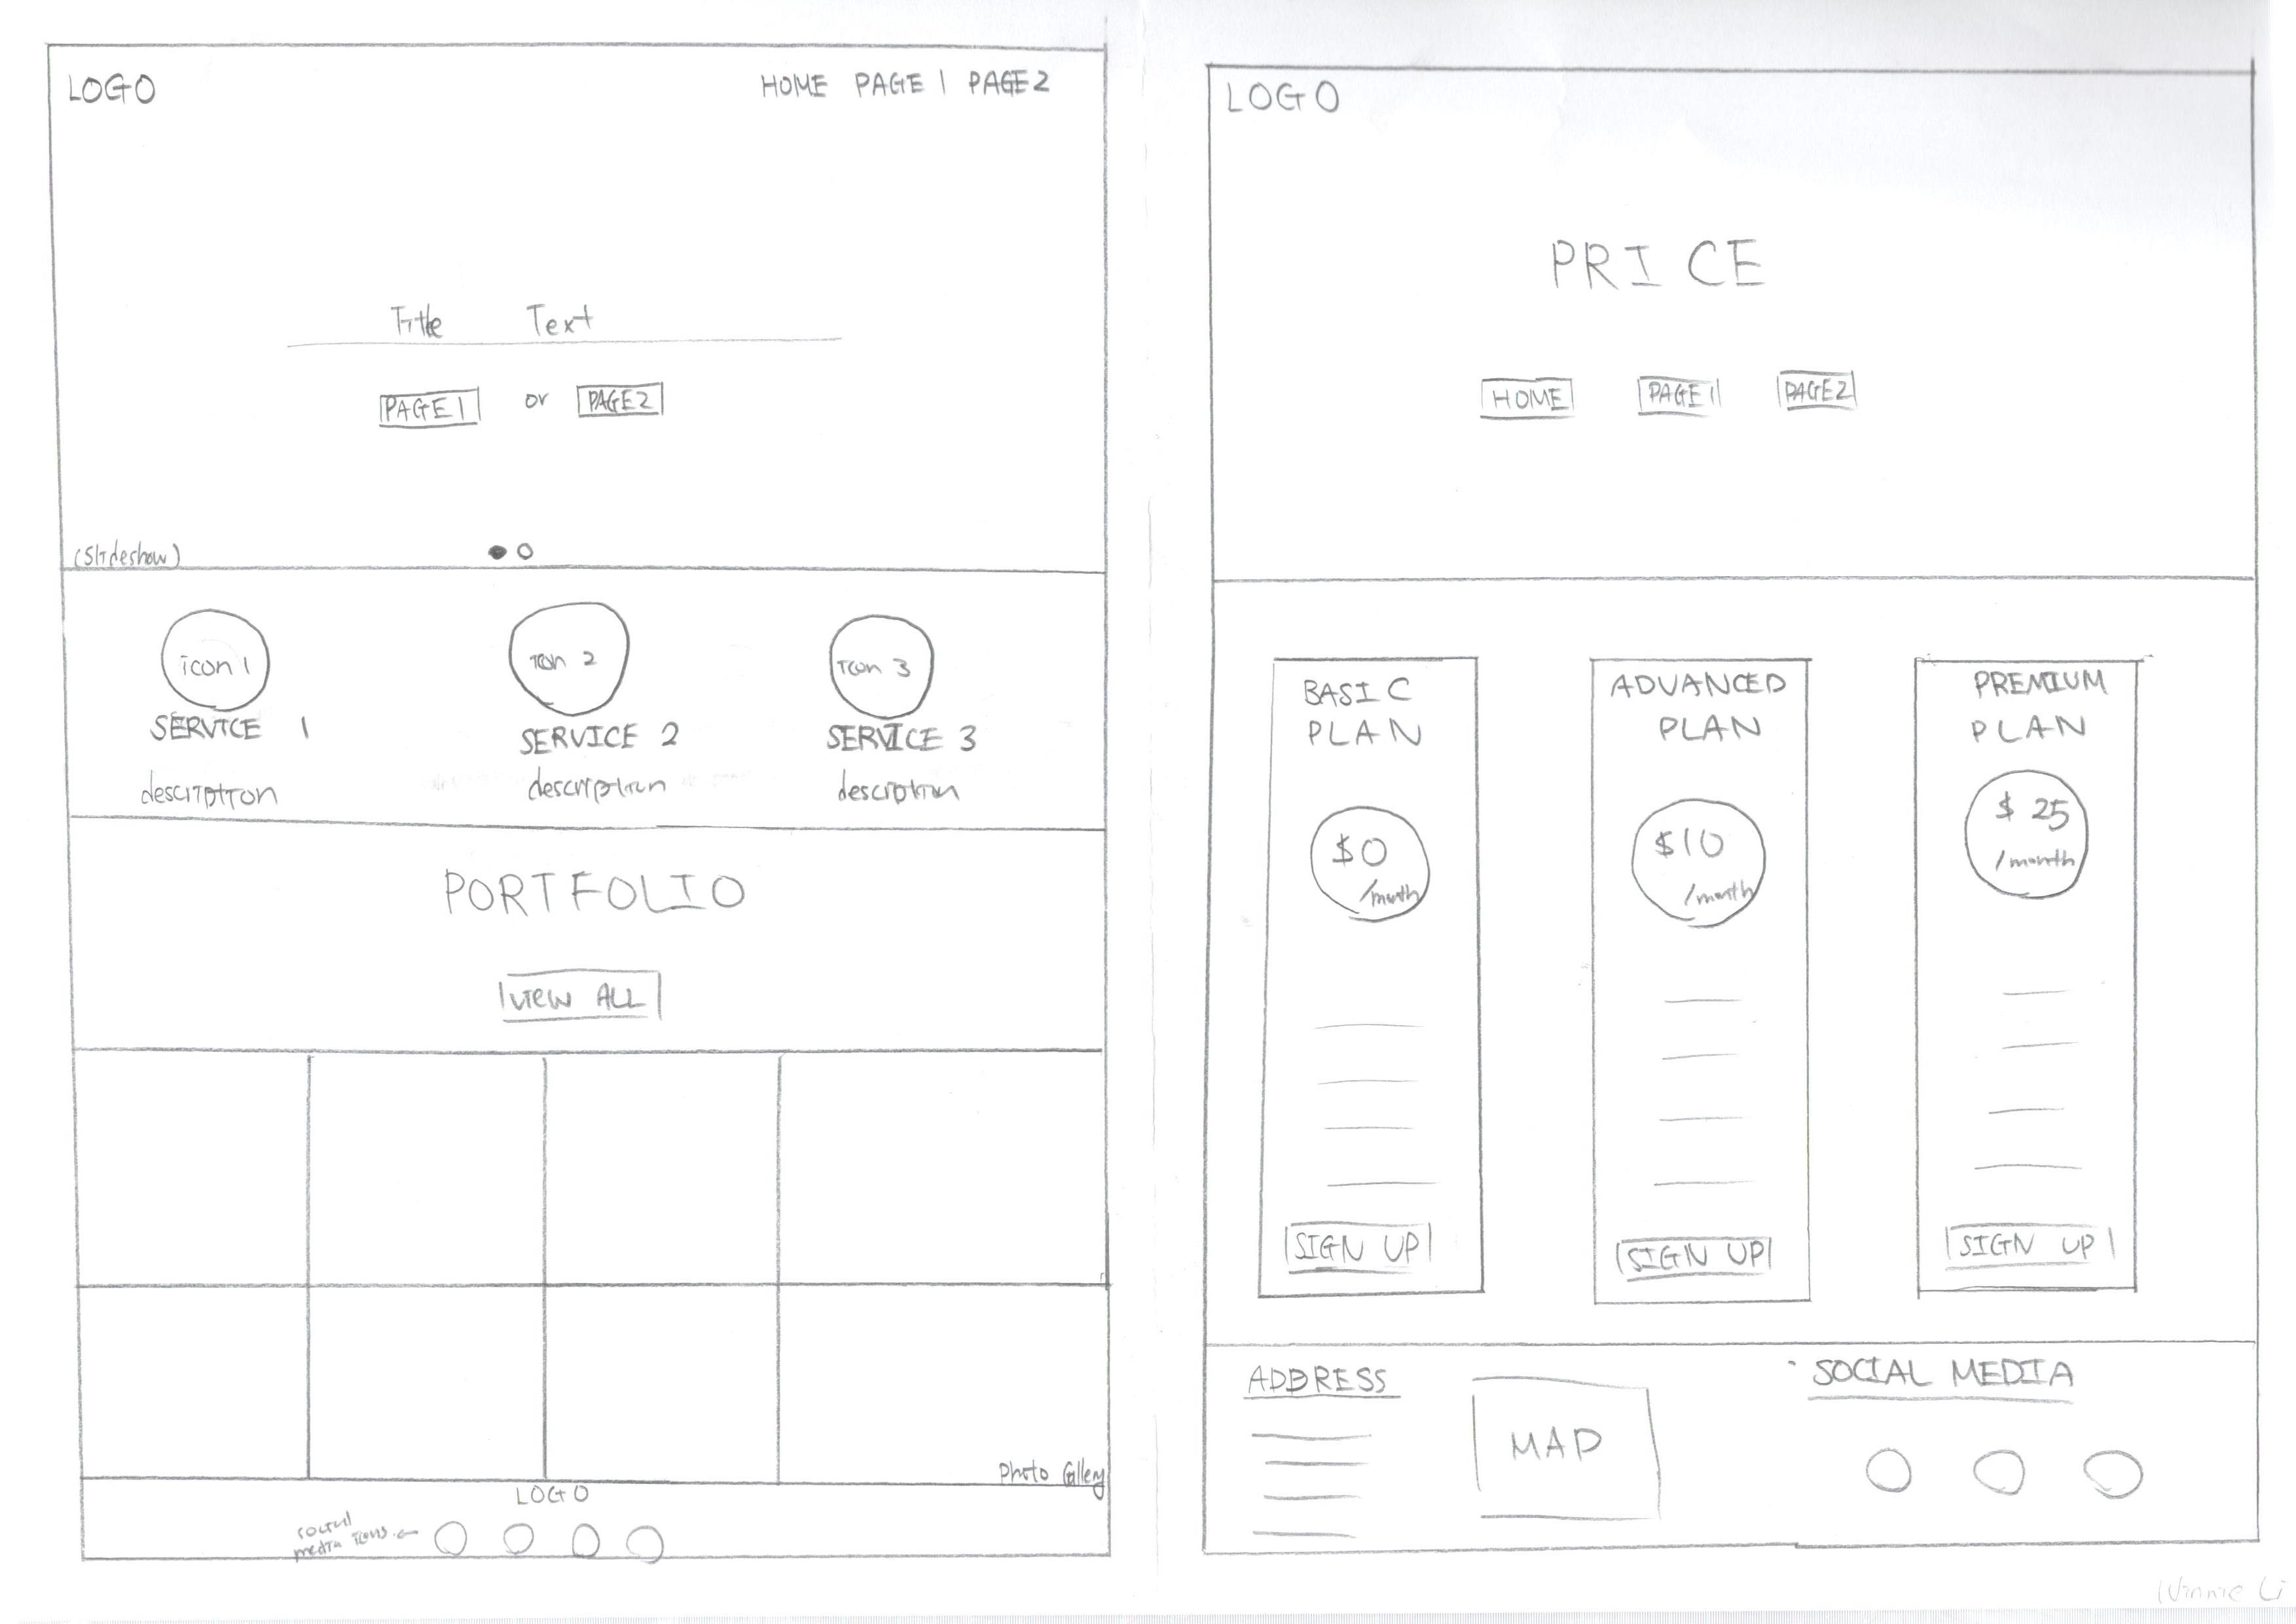 LOGO HOME PAGE 1 PAGE 2
Title Text
PAGE 1 or PAGE 2
(Slideshow)
icon 1 icon 2 icon 3
SERVICE 1 SERVICE 2 SERVICE 3
description description description
PORTFOLIO
VIEW ALL
Photo Gallery
LOGO
social
media icons
LOGO
PRICE
HOME PAGE 1 PAGE 2
BASIC
PLAN
$0
/month
SIGN UP
ADVANCED
PLAN
$10
/month
SIGN UP
PREMIUM
PLAN
$25
/month
SIGN UP
ADDRESS
MAP
SOCIAL MEDIA
Winnie Li